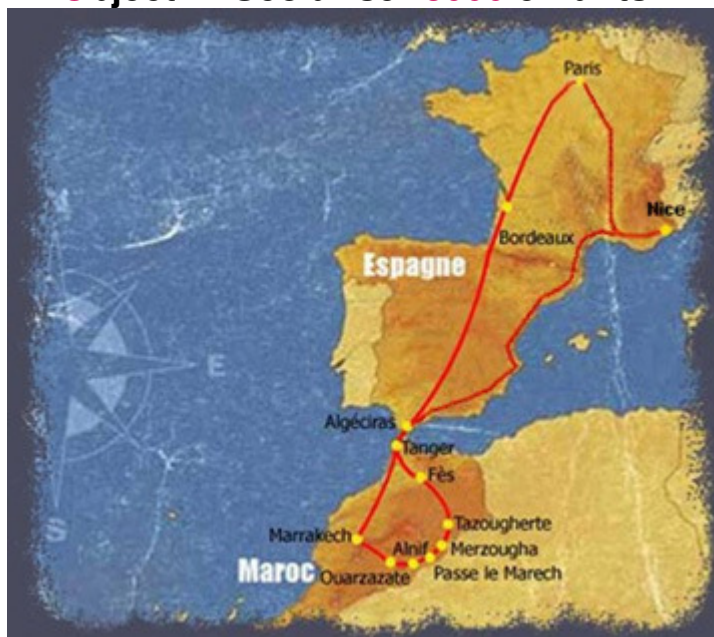 Paris
Nice
Bordeaux
Espagne
Algéciras
Tanger
Fès
Tazougherte
Marrakech
Alnif
Merzougha
Maroc
Ouarzazate
Passe le Marech
E
S